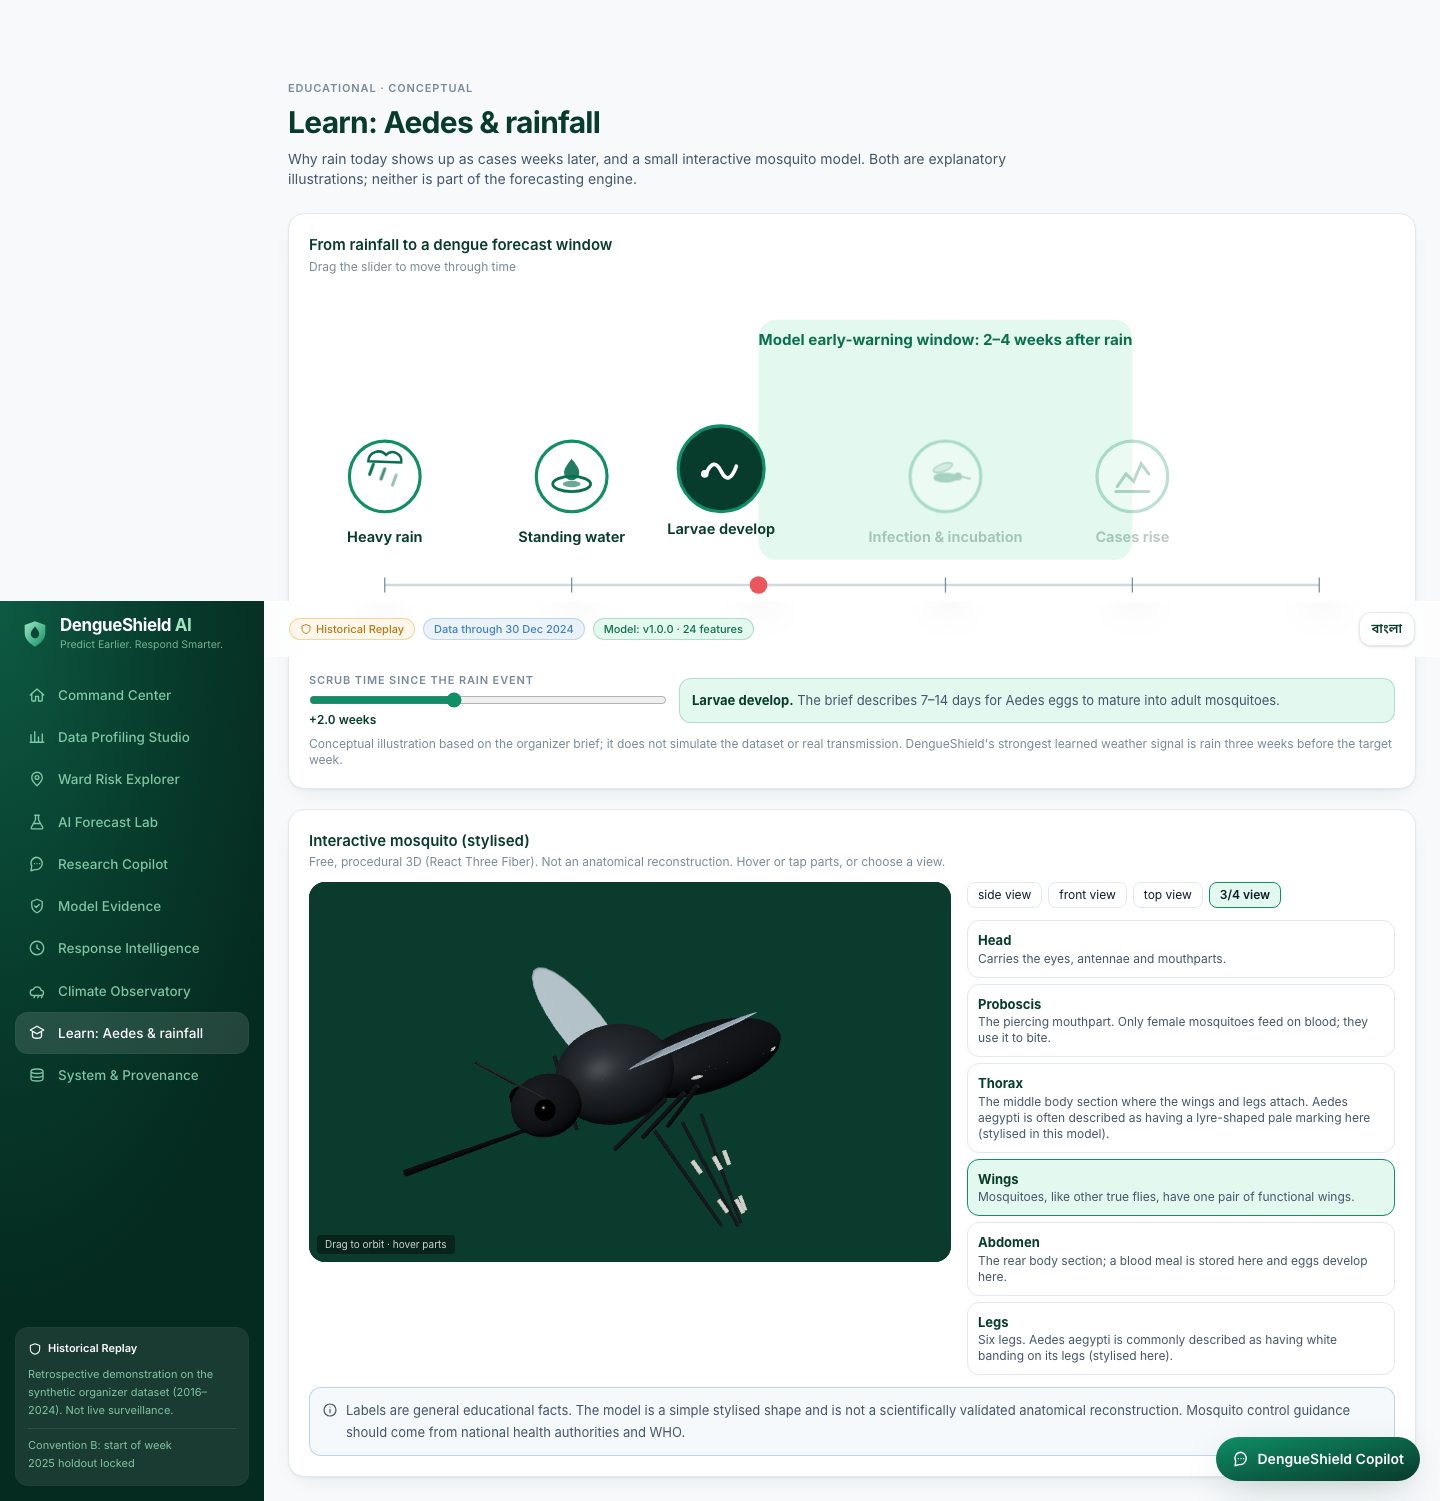 EDUCATIONAL · CONCEPTUAL
Learn: Aedes & rainfall
Why rain today shows up as cases weeks later, and a small interactive mosquito model. Both are explanatory
illustrations; neither is part of the forecasting engine.
From rainfall to a dengue forecast window
Drag the slider to move through time
Model early-warning window: 2–4 weeks after rain
Heavy rain
Standing water
Larvae develop
Infection & incubation
Cases rise
DengueShield AI
Predict Earlier. Respond Smarter.
Historical Replay
Data through 30 Dec 2024
Model: v1.0.0 · 24 features
বাংলা
Command Center
Data Profiling Studio
Ward Risk Explorer
AI Forecast Lab
Research Copilot
Model Evidence
Response Intelligence
Climate Observatory
Learn: Aedes & rainfall
System & Provenance
Historical Replay
Retrospective demonstration on the
synthetic organizer dataset (2016–
2024). Not live surveillance.
Convention B: start of week
2025 holdout locked
SCRUB TIME SINCE THE RAIN EVENT
+2.0 weeks
Larvae develop. The brief describes 7–14 days for Aedes eggs to mature into adult mosquitoes.
Conceptual illustration based on the organizer brief; it does not simulate the dataset or real transmission. DengueShield's strongest learned weather signal is rain three weeks before the target
week.
Interactive mosquito (stylised)
Free, procedural 3D (React Three Fiber). Not an anatomical reconstruction. Hover or tap parts, or choose a view.
Drag to orbit · hover parts
side view
front view
top view
3/4 view
Head
Carries the eyes, antennae and mouthparts.
Proboscis
The piercing mouthpart. Only female mosquitoes feed on blood; they
use it to bite.
Thorax
The middle body section where the wings and legs attach. Aedes
aegypti is often described as having a lyre-shaped pale marking here
(stylised in this model).
Wings
Mosquitoes, like other true flies, have one pair of functional wings.
Abdomen
The rear body section; a blood meal is stored here and eggs develop
here.
Legs
Six legs. Aedes aegypti is commonly described as having white
banding on its legs (stylised here).
Labels are general educational facts. The model is a simple stylised shape and is not a scientifically validated anatomical reconstruction. Mosquito control guidance
should come from national health authorities and WHO.
DengueShield Copilot